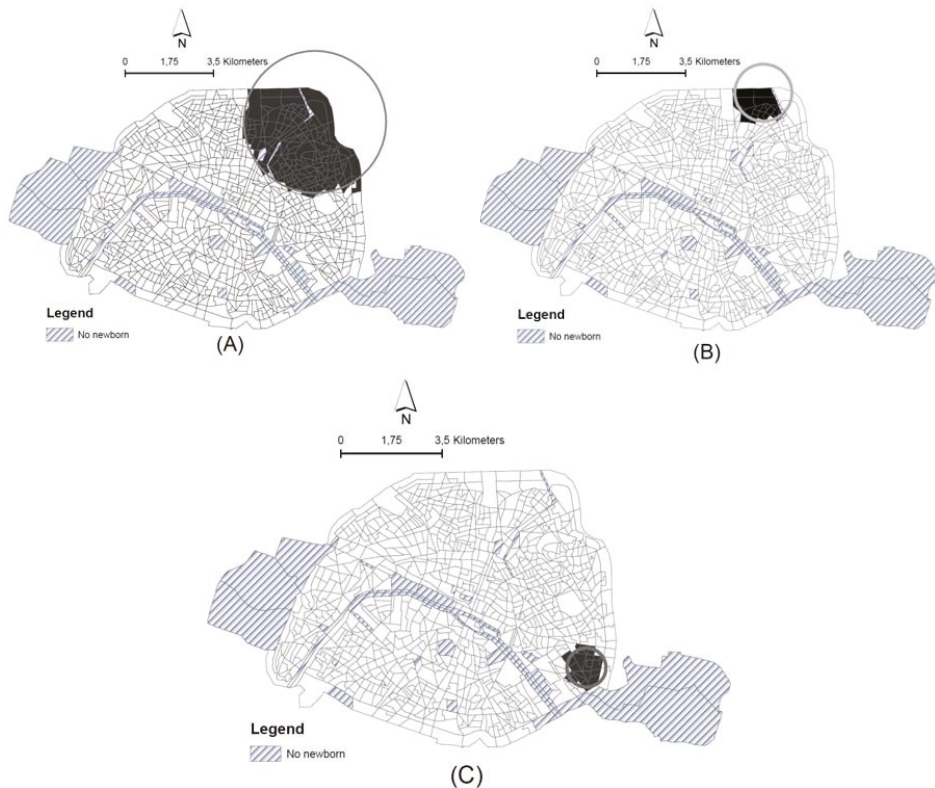 N
0 1,75 3,5 Kilometers
Legend
No newborn
(A)
N
0 1,75 3,5 Kilometers
Legend
No newborn
(B)
N
0 1,75 3,5 Kilometers
Legend
No newborn
(C)